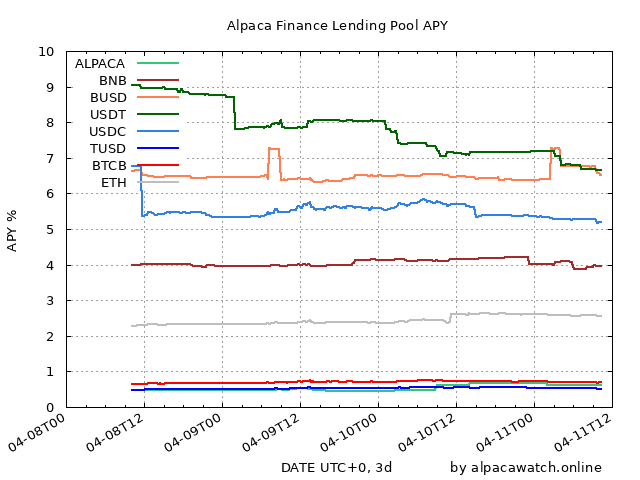 Alpaca Finance Lending Pool APY
10
9
8
7
6
5
4
3
2
1
0
APY %
ALPACA
BNB
BUSD
USDT
USDC
TUSD
BTCB
ETH
04-08T00
04-08T12
04-09T00
04-09T12
04-10T00
04-10T12
04-11T00
04-11T12
DATE UTC+0, 3d
by alpacawatch.online